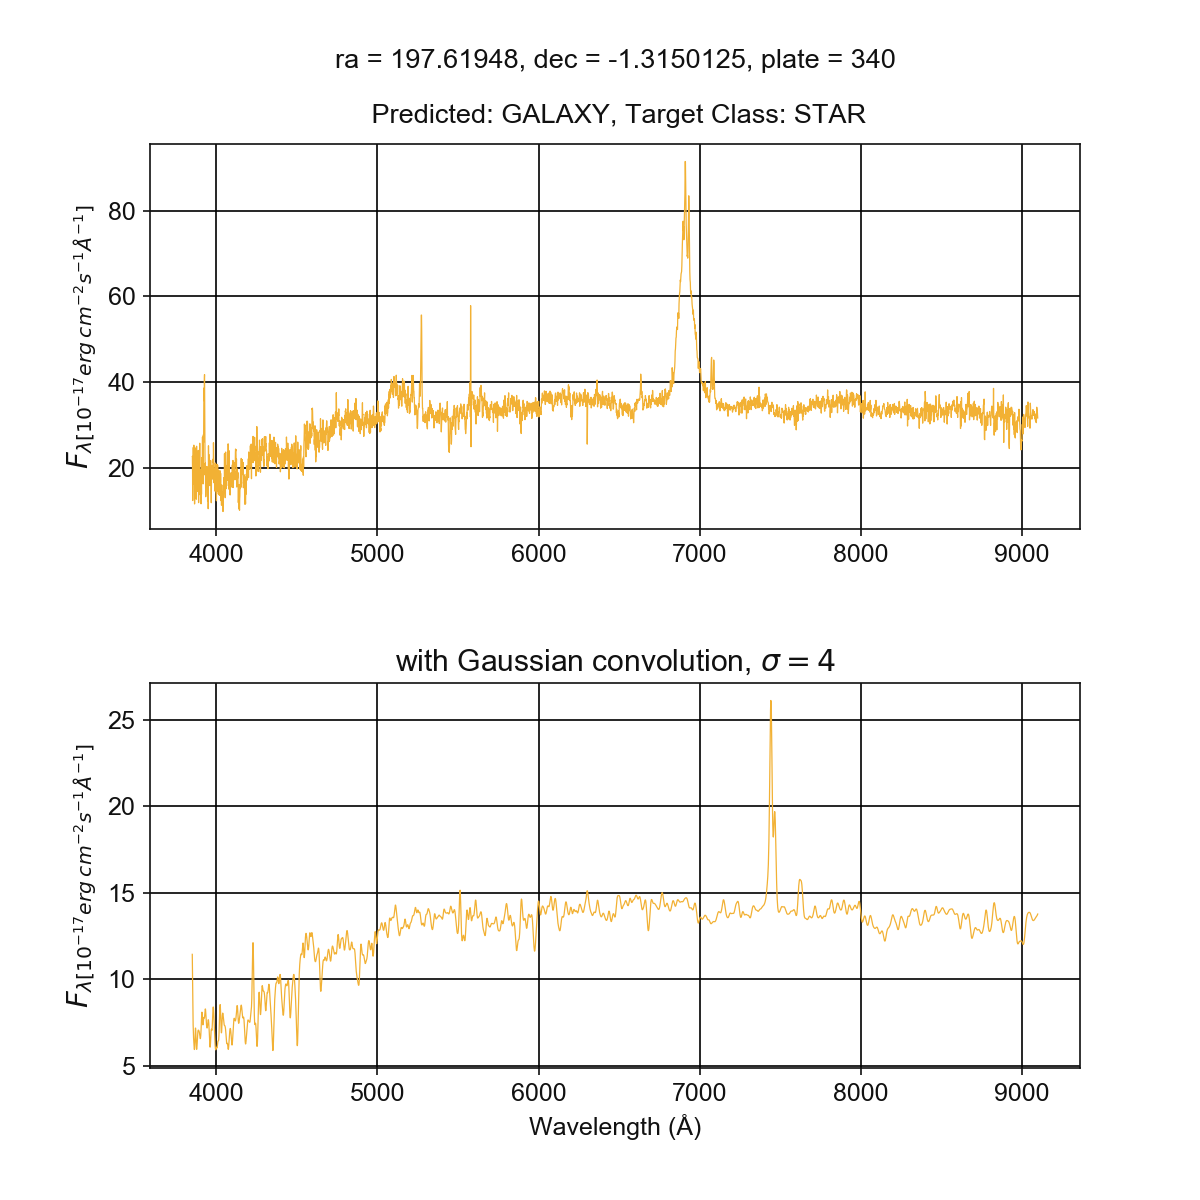 ra = 197.61948, dec = -1.3150125, plate = 340
Predicted: GALAXY, Target Class: STAR
F_λ[10^−17 erg cm^−2 s^−1 Å^−1]
80
60
40
20
4000 5000 6000 7000 8000 9000
with Gaussian convolution, σ = 4
F_λ[10^−17 erg cm^−2 s^−1 Å^−1]
25
20
15
10
5
4000 5000 6000 7000 8000 9000
Wavelength (Å)